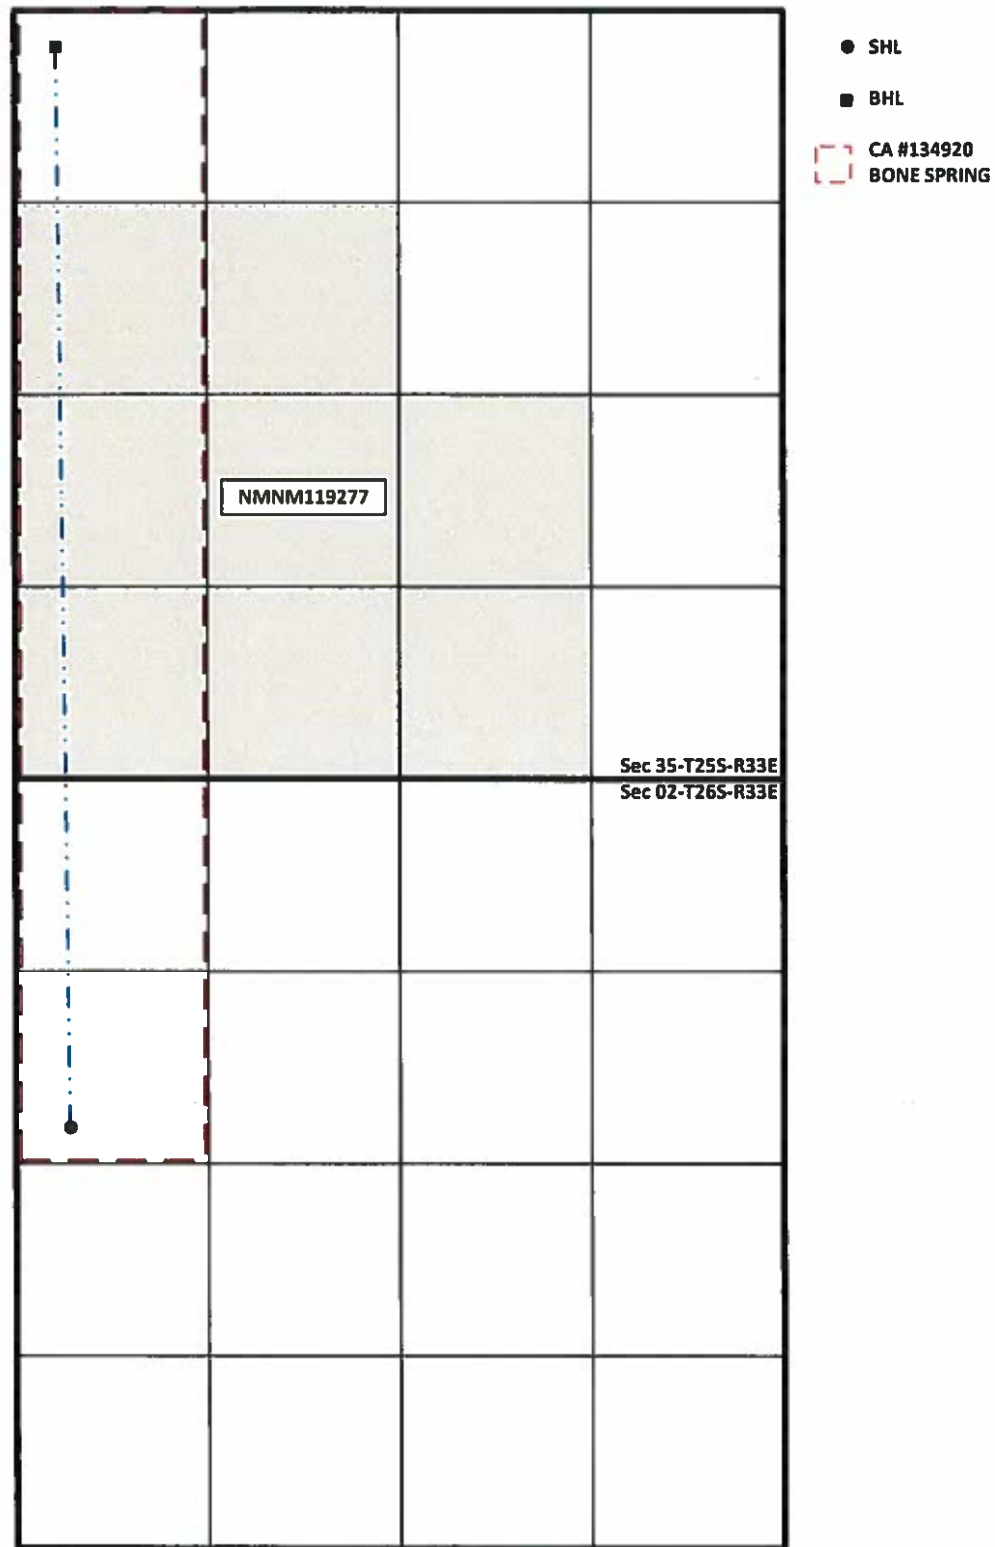 SHL
BHL
CA #134920
BONE SPRING
NMNM119277
Sec 35-T25S-R33E
Sec 02-T26S-R33E